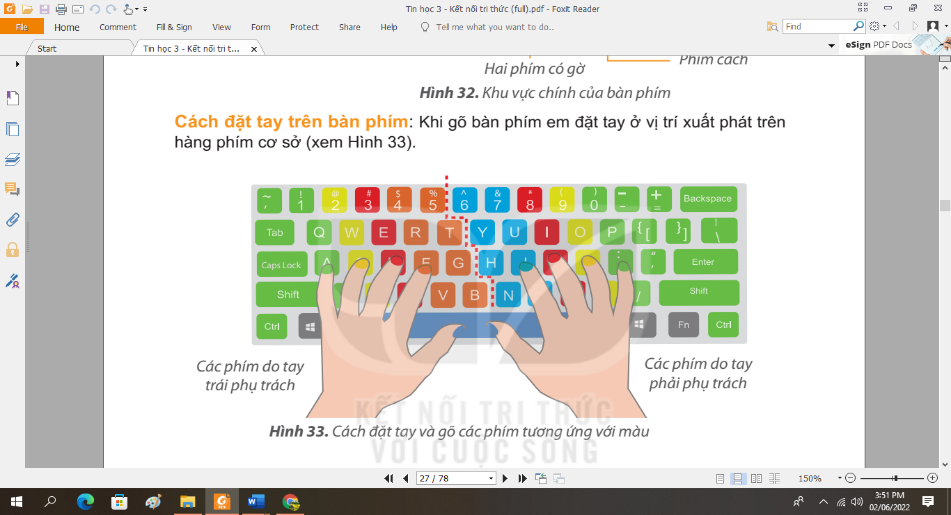 Tin học 3 - Kết nối tri thức (full).pdf - Foxit Reader
File Home Comment Fill & Sign View Form Protect Share Help Tell me what you want to do... Find
Start Tin học 3 - Kết nối tri t... × eSign PDF Docs
Hai phím có gờ Phím cách
Hình 32. Khu vực chính của bàn phím
Cách đặt tay trên bàn phím: Khi gõ bàn phím em đặt tay ở vị trí xuất phát trên
hàng phím cơ sở (xem Hình 33).
~ ! @ # $ % ^ & * ( ) − +
1 2 3 4 5 6 7 8 9 0 - =
Backspace
Tab Q W E R T Y U I O P { [ } ] | \
Caps Lock A F G H J : ; " ' Enter
Shift V B N / Shift
Ctrl Fn Ctrl
Các phím do tay
trái phụ trách
Các phím do tay
phải phụ trách
KẾT NỐI TRI THỨC
VỚI CUỘC SỐNG
Hình 33. Cách đặt tay và gõ các phím tương ứng với màu
27 / 78 150%
3:51 PM
02/06/2022